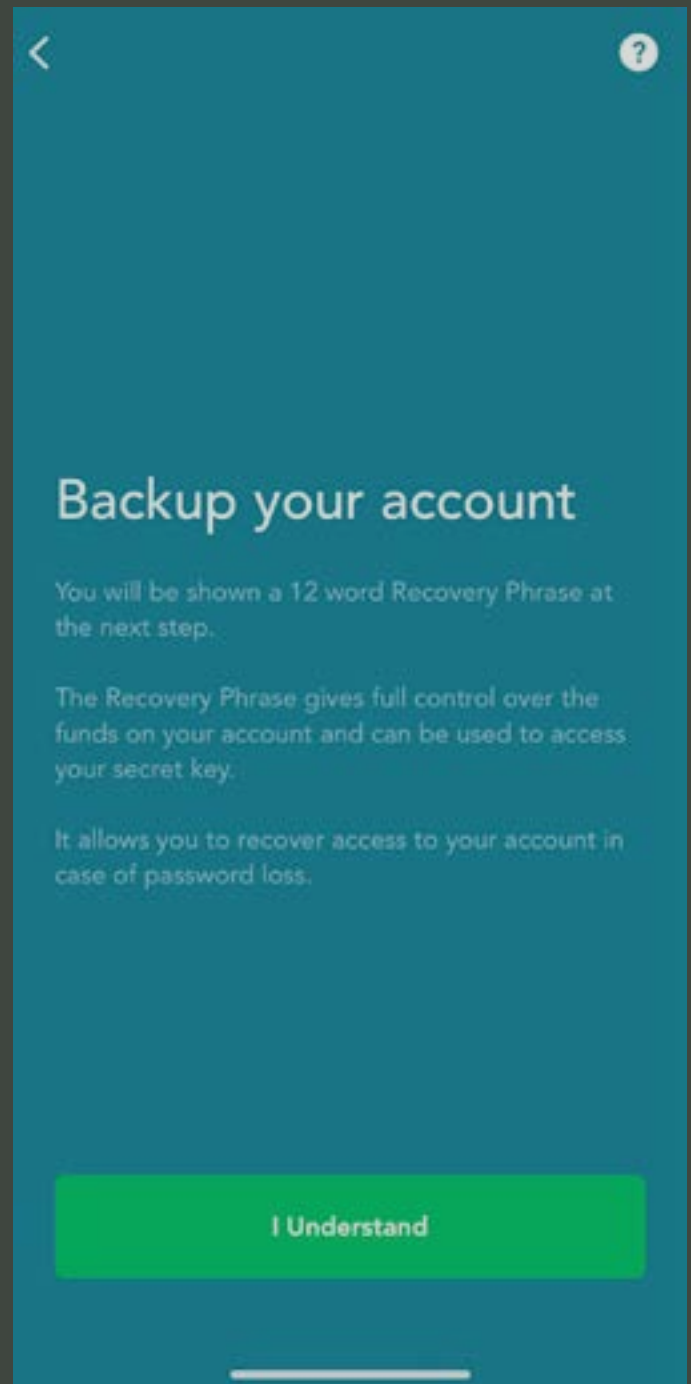 ?
Backup your account
You will be shown a 12 word Recovery Phrase at
the next step.
The Recovery Phrase gives full control over the
funds on your account and can be used to access
your secret key.
It allows you to recover access to your account in
case of password loss.
I Understand